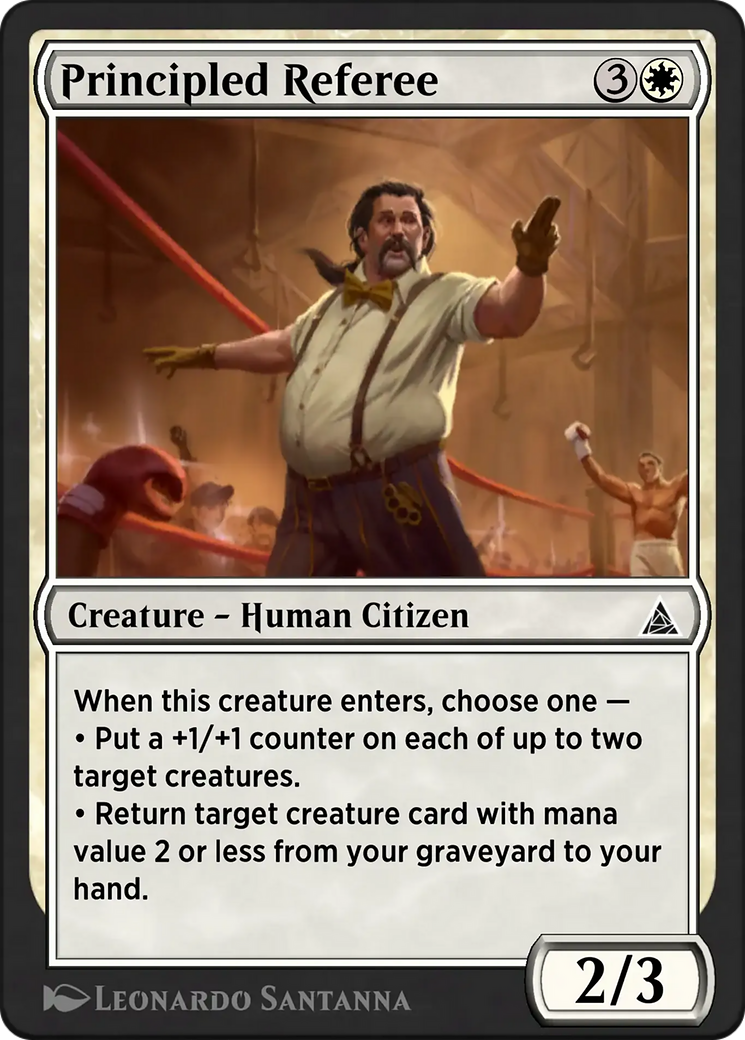 Principled Referee 3
Creature – Human Citizen
When this creature enters, choose one —
• Put a +1/+1 counter on each of up to two
target creatures.
• Return target creature card with mana
value 2 or less from your graveyard to your
hand.
2/3
Leonardo Santanna